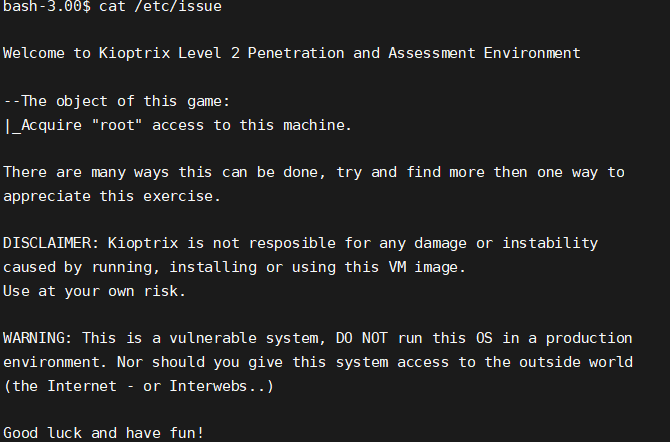 bash-3.00$ cat /etc/issue
Welcome to Kioptrix Level 2 Penetration and Assessment Environment
--The object of this game:
|_Acquire "root" access to this machine.
There are many ways this can be done, try and find more then one way to
appreciate this exercise.
DISCLAIMER: Kioptrix is not resposible for any damage or instability
caused by running, installing or using this VM image.
Use at your own risk.
WARNING: This is a vulnerable system, DO NOT run this OS in a production
environment. Nor should you give this system access to the outside world
(the Internet - or Interwebs..)
Good luck and have fun!